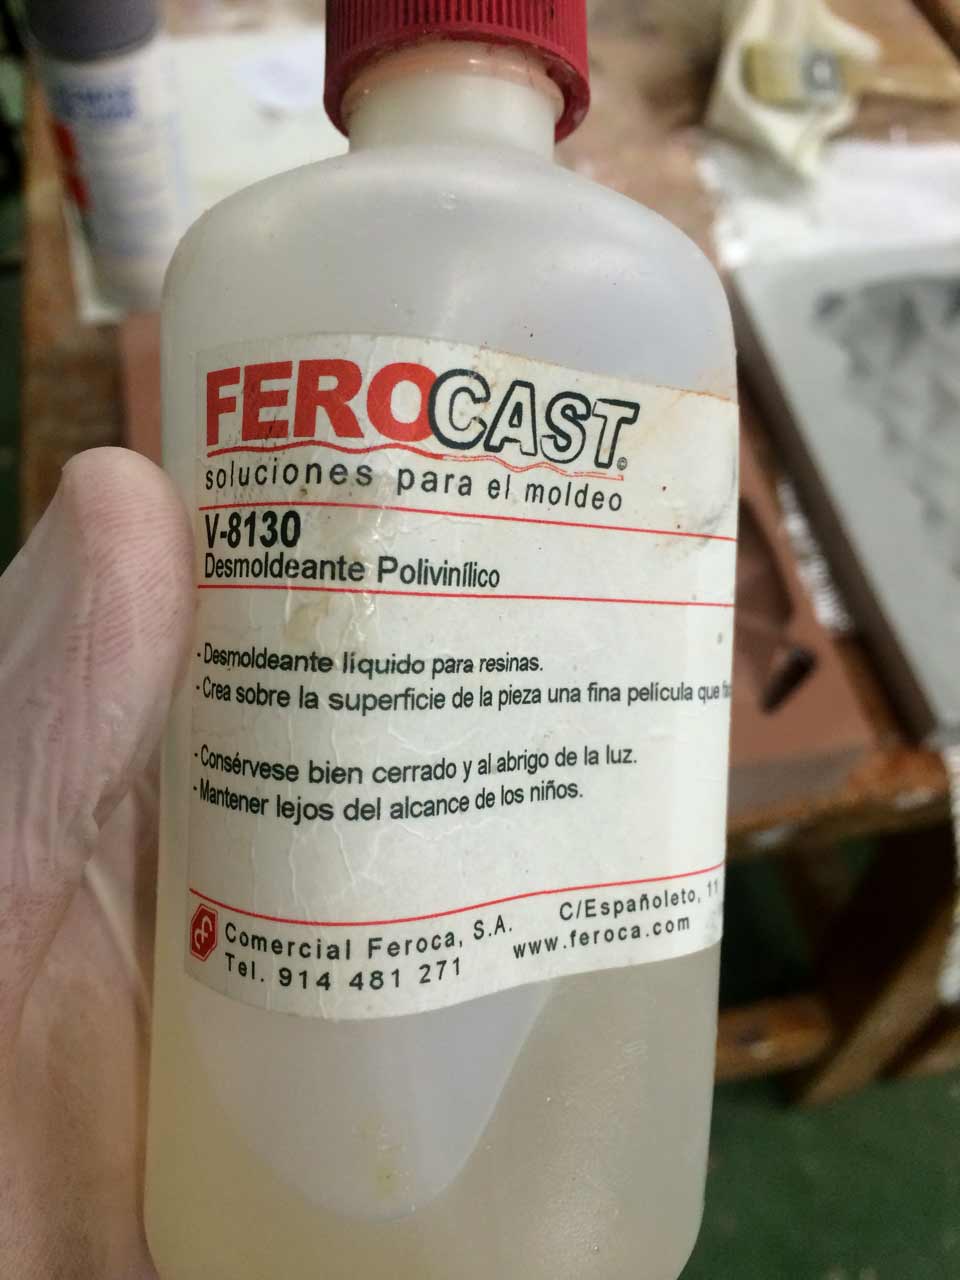 FEROCAST©
soluciones para el moldeo
V-8130
Desmoldeante Polivinílico
-Desmoldeante líquido para resinas.
-Crea sobre la superficie de la pieza una fina película que
-Consérvese bien cerrado y al abrigo de la luz.
-Mantener lejos del alcance de los niños.
Comercial Feroca, S.A. C/Españoleto, 11
Tel. 914 481 271 www.feroca.com